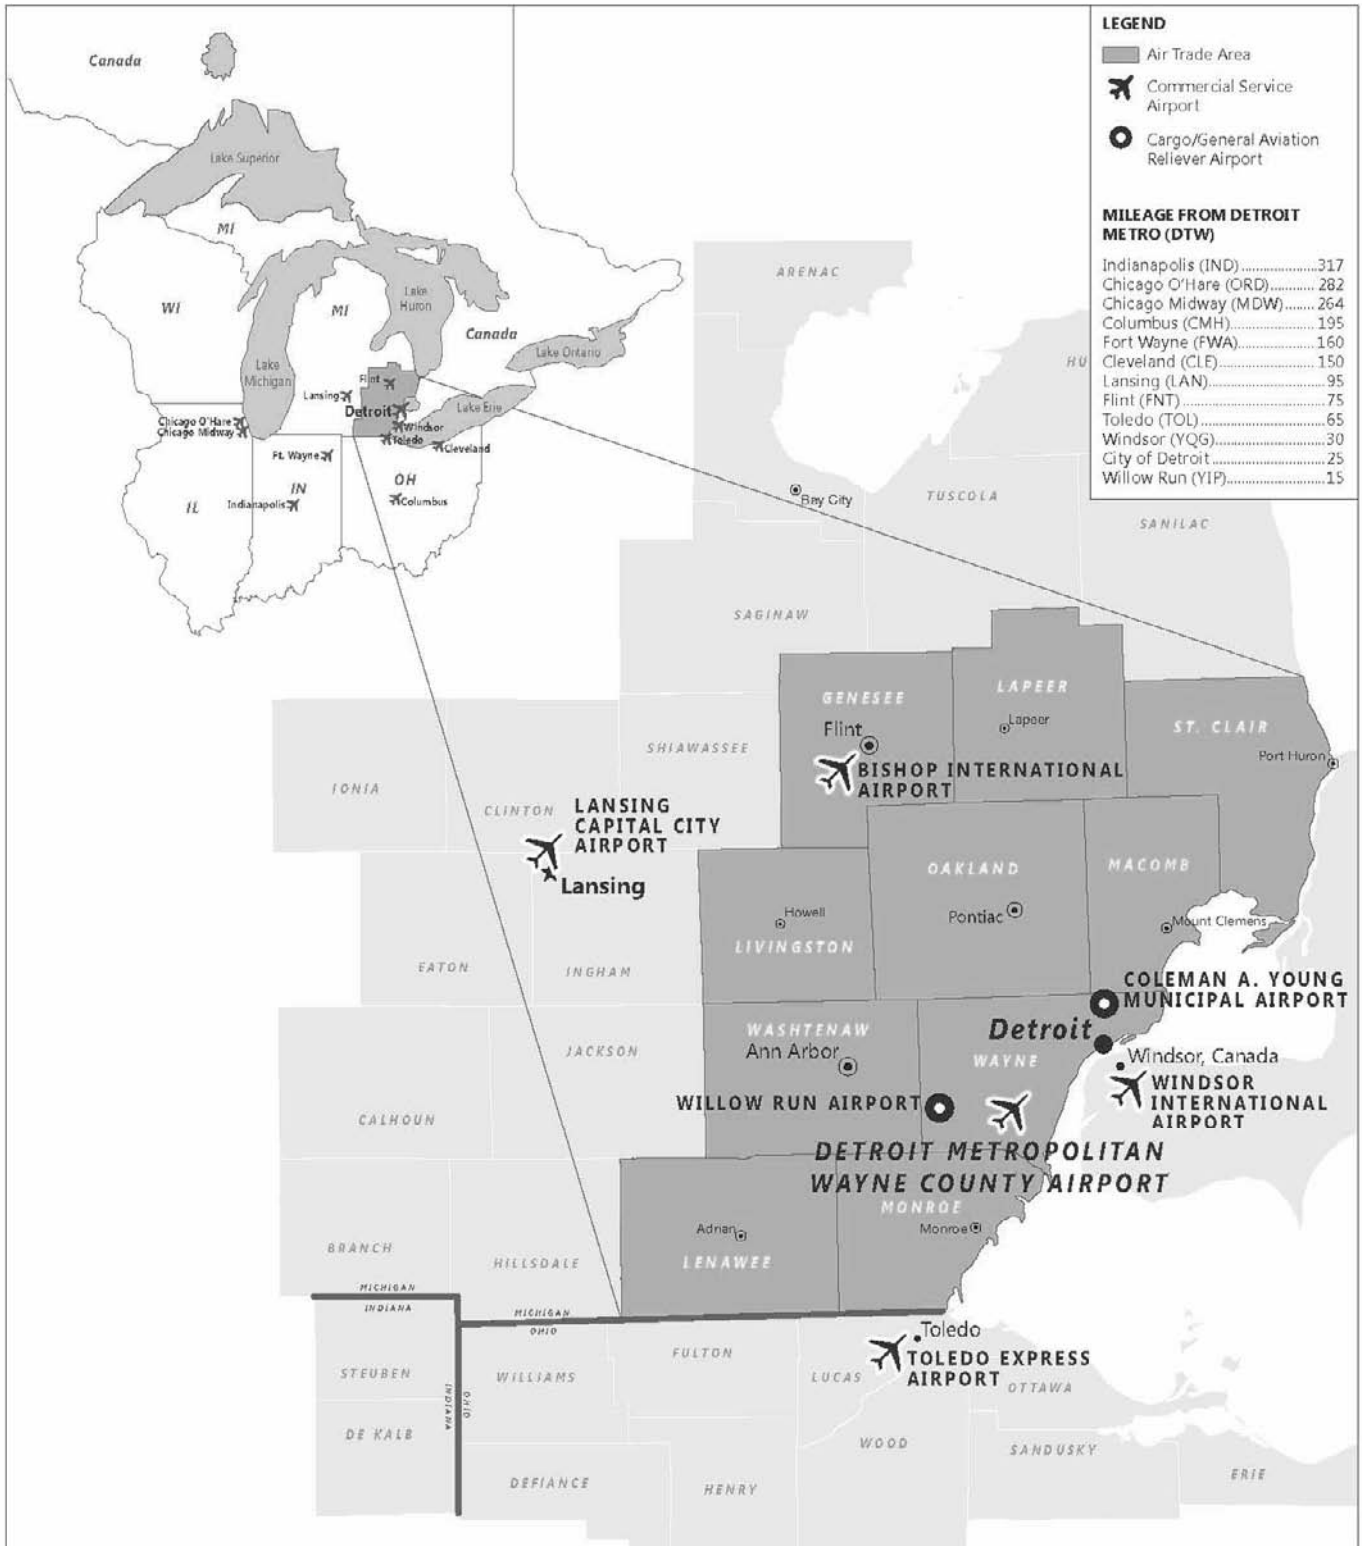 LEGEND
Air Trade Area
Commercial Service
Airport
Cargo/General Aviation
Reliever Airport
MILEAGE FROM DETROIT
METRO (DTW)
Indianapolis (IND)......................317
Chicago O'Hare (ORD)............ 282
Chicago Midway (MDW)......... 264
Columbus (CMH)........................ 195
Fort Wayne (FWA)..................... 160
Cleveland (CLE)........................... 150
Lansing (LAN)................................. 95
Flint (FNT)........................................ 75
Toledo (TOL)................................... 65
Windsor (YQG).............................. 30
City of Detroit................................ 25
Willow Run (YIP)........................... 15
Canada
Lake Superior
MI
WI
MI
Lake
Huron
Canada
Lake Ontario
Lake
Michigan
Flint
Lansing
Detroit
Lake Erie
Chicago O'Hare
Chicago Midway
Windsor
Toledo
Cleveland
Ft. Wayne
OH
IN
Columbus
IL
Indianapolis
ARENAC
HU
Bay City
TUSCOLA
SANILAC
SAGINAW
GENESEE
LAPEER
Lapeer
ST. CLAIR
Flint
SHIAWASSEE
Port Huron
BISHOP INTERNATIONAL
AIRPORT
IONIA
CLINTON
LANSING
CAPITAL CITY
AIRPORT
Lansing
OAKLAND
MACOMB
Howell
Pontiac
Mount Clemens
LIVINGSTON
EATON
INGHAM
COLEMAN A. YOUNG
MUNICIPAL AIRPORT
WASHTENAW
Detroit
JACKSON
Ann Arbor
WAYNE
Windsor, Canada
WINDSOR
INTERNATIONAL
AIRPORT
WILLOW RUN AIRPORT
CALHOUN
DETROIT METROPOLITAN
WAYNE COUNTY AIRPORT
MONROE
Adrian
Monroe
BRANCH
HILLSDALE
LENAWEE
MICHIGAN
INDIANA
MICHIGAN
OHIO
Toledo
TOLEDO EXPRESS
AIRPORT
STEUBEN
WILLIAMS
FULTON
LUCAS
OTTAWA
INDIANA
OHIO
DE KALB
WOOD
SANDUSKY
DEFIANCE
HENRY
ERIE